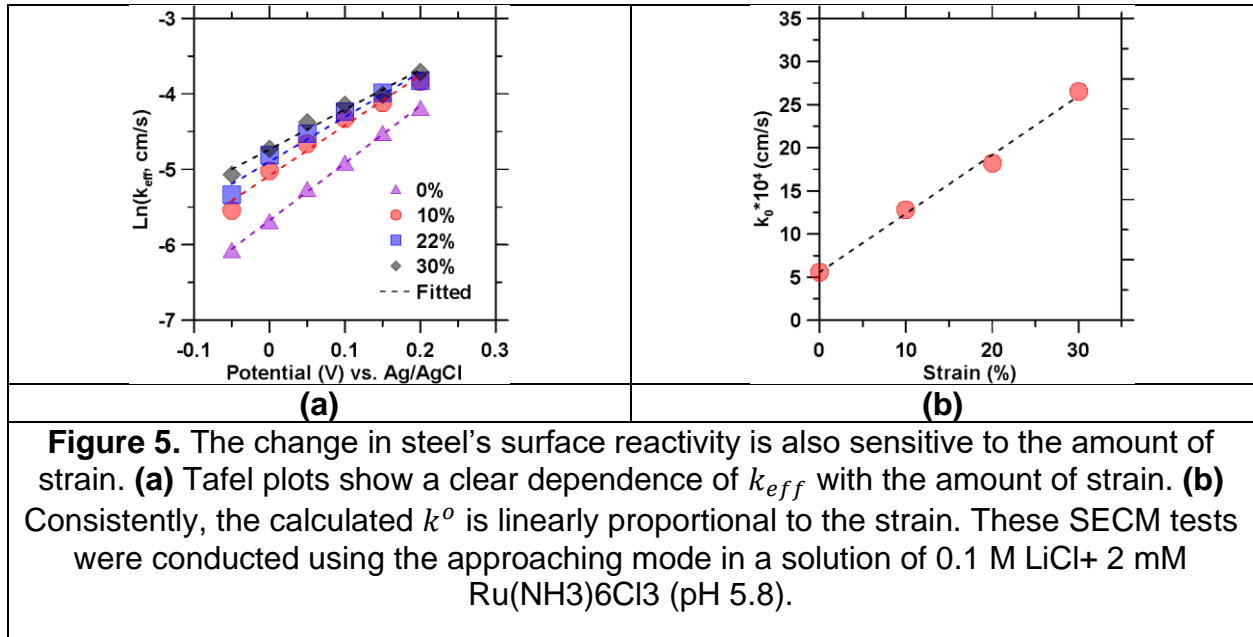 -3
-4
-5
-6
-7
Ln(k_eff, cm/s)
0%
10%
22%
30%
Fitted
-0.1 0 0.1 0.2 0.3
Potential (V) vs. Ag/AgCl
35
30
25
20
15
10
5
0
k_0*10^4 (cm/s)
0 10 20 30
Strain (%)
(a)
(b)
Figure 5. The change in steel’s surface reactivity is also sensitive to the amount of
strain. (a) Tafel plots show a clear dependence of k_eff with the amount of strain. (b)
Consistently, the calculated k^o is linearly proportional to the strain. These SECM tests
were conducted using the approaching mode in a solution of 0.1 M LiCl+ 2 mM
Ru(NH3)6Cl3 (pH 5.8).